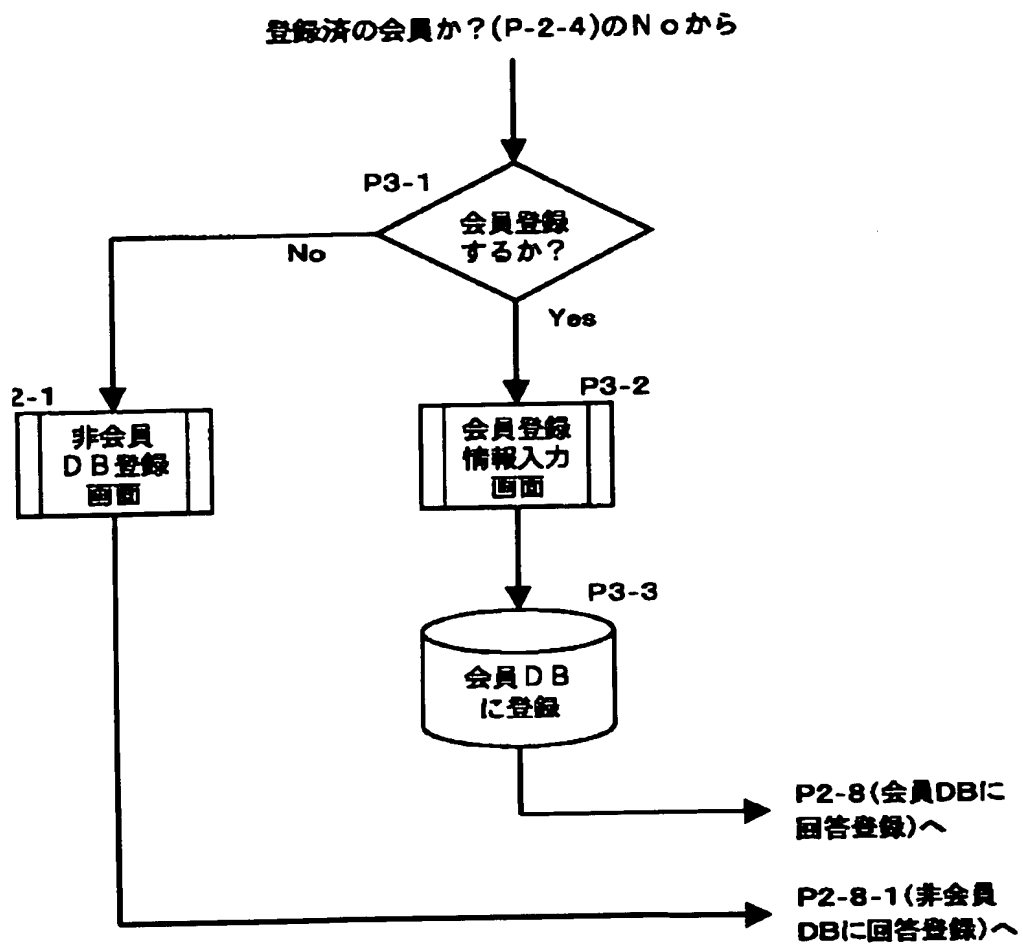 登録済の会員か？(P-2-4)のＮｏから
P3-1
会員登録
するか？
No
Yes
2-1
非会員
ＤＢ登録
画面
P3-2
会員登録
情報入力
画面
P3-3
会員ＤＢ
に登録
P2-8(会員DBに
回答登録)へ
P2-8-1(非会員
DBに回答登録)へ